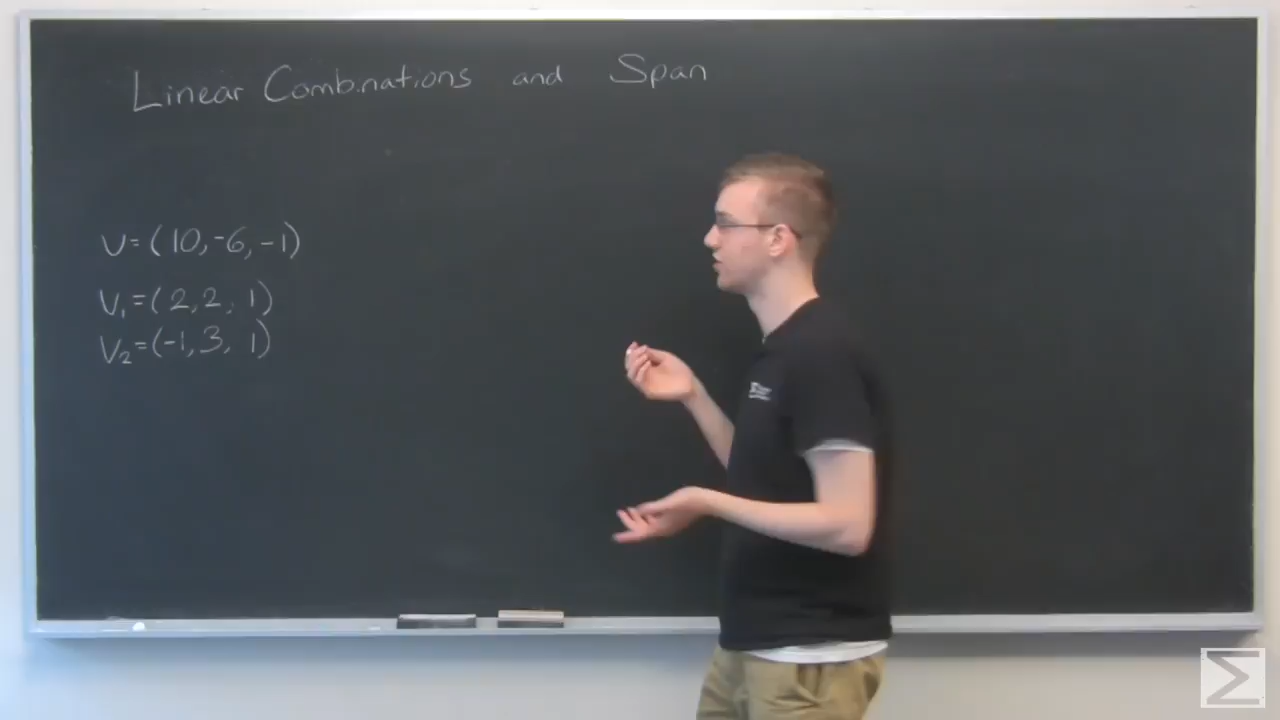 Linear Combinations and Span
U=(10,-6,-1)
V₁=(2,2,1)
V₂=(-1,3,1)
Σ